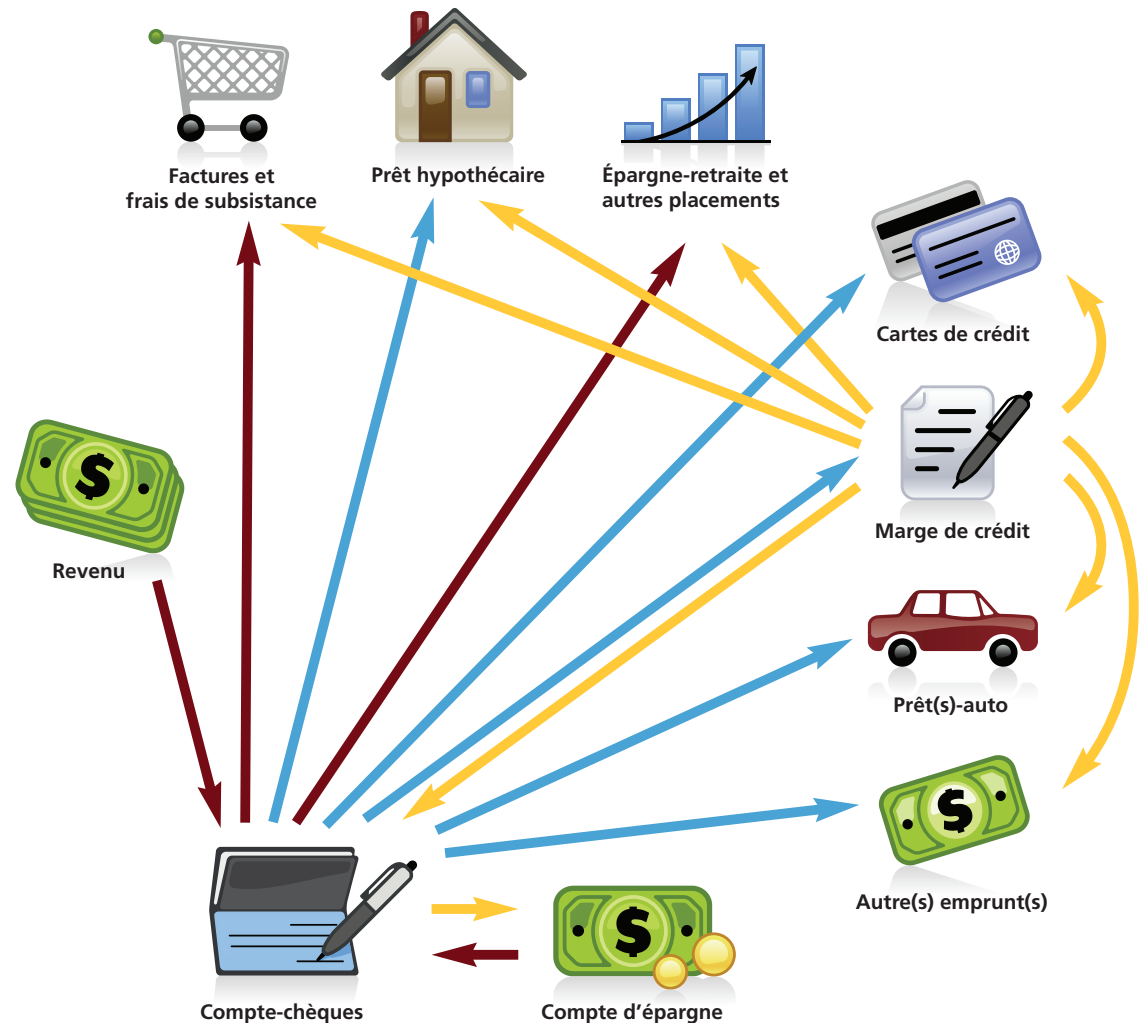 Factures et
frais de subsistance
Prêt hypothécaire
Épargne-retraite et
autres placements
Cartes de crédit
Marge de crédit
$
Revenu
Prêt(s)-auto
$
Autre(s) emprunt(s)
$
Compte-chèques
Compte d'épargne